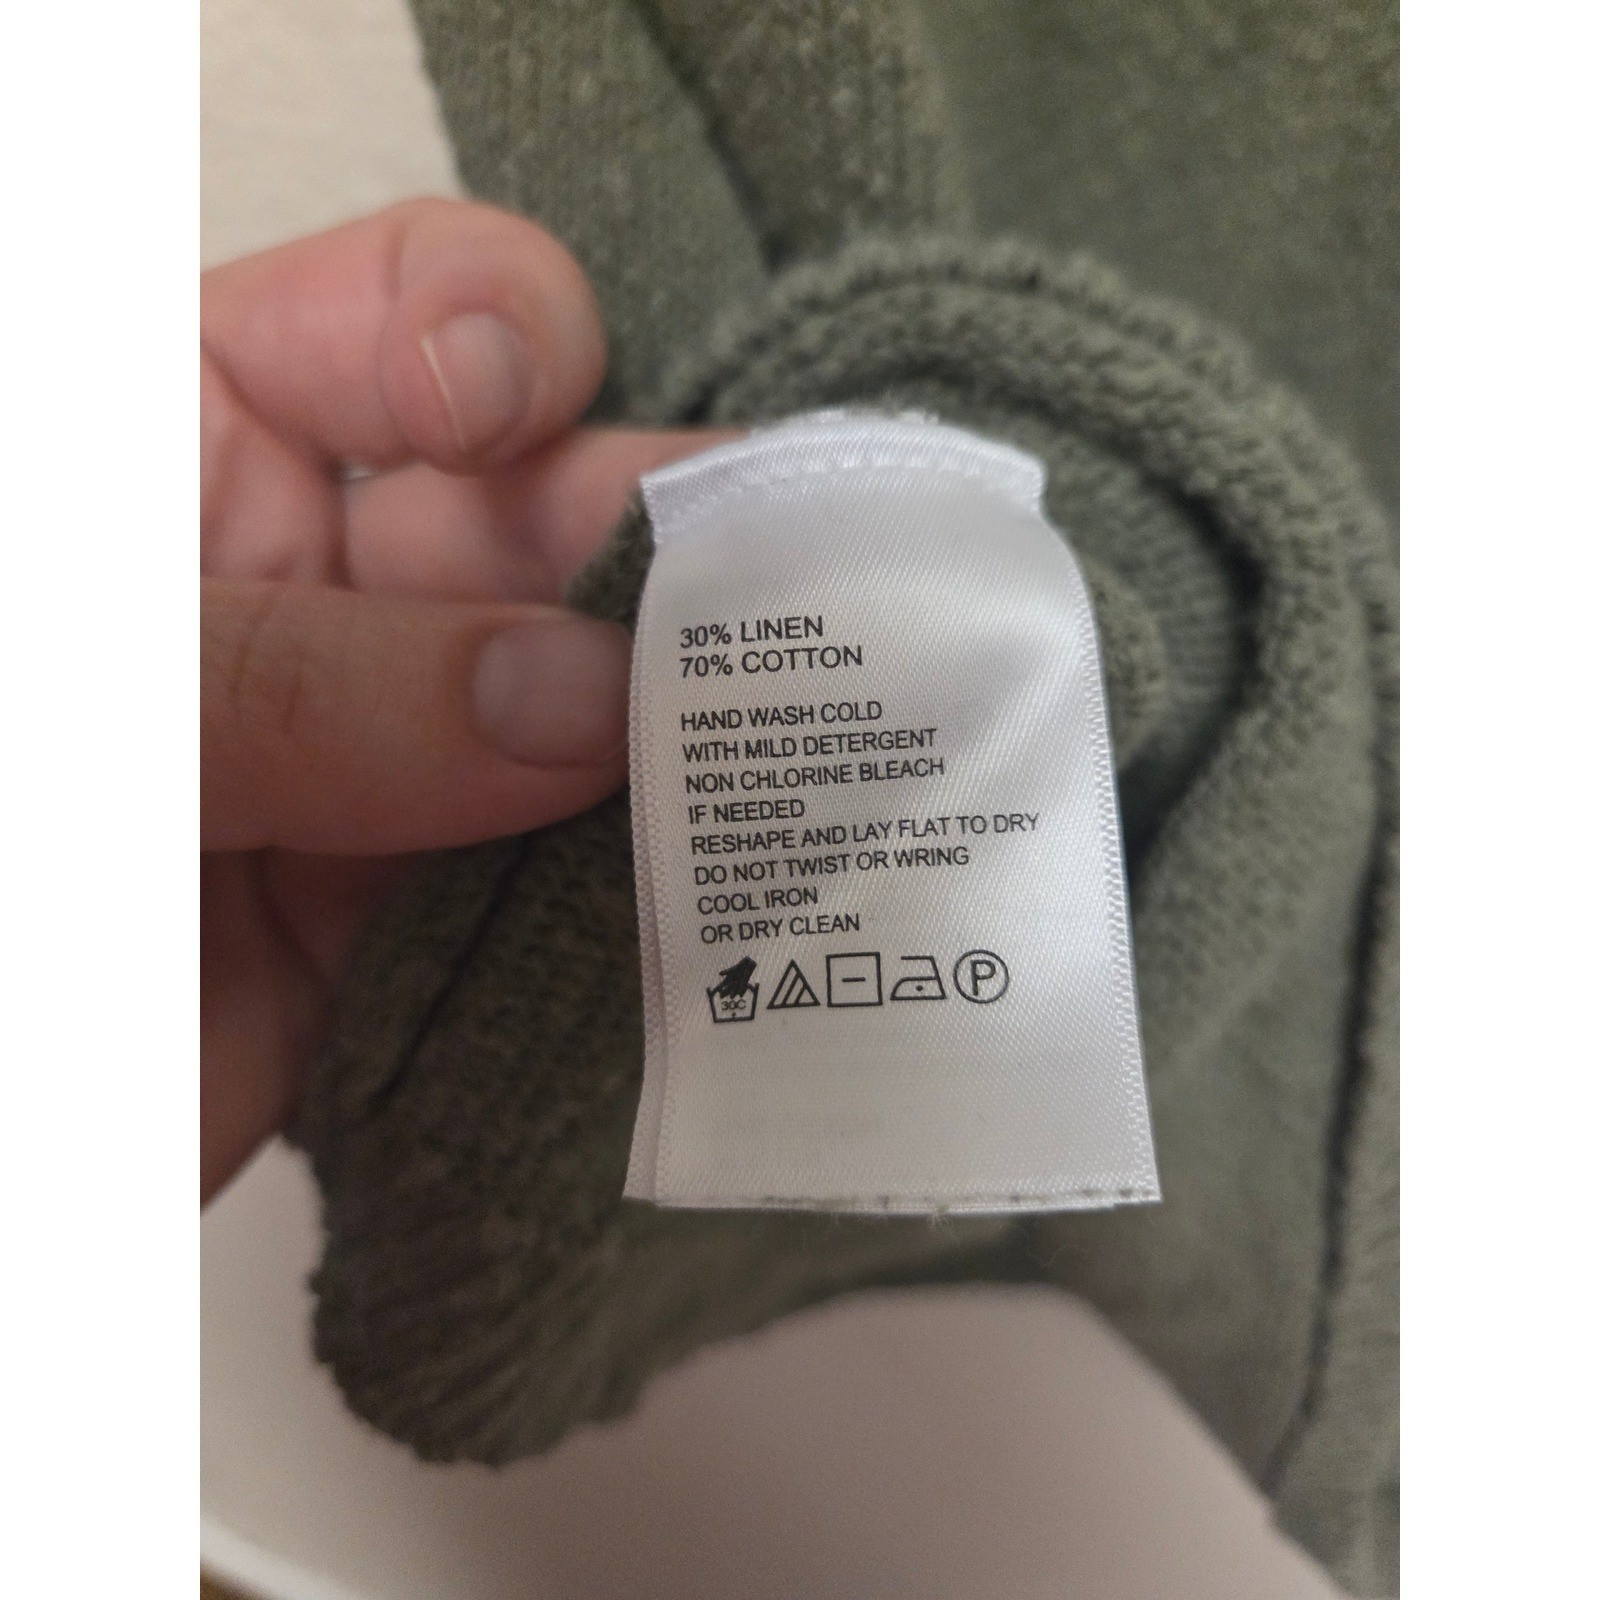 30% LINEN
70% COTTON
HAND WASH COLD
WITH MILD DETERGENT
NON CHLORINE BLEACH
IF NEEDED
RESHAPE AND LAY FLAT TO DRY
DO NOT TWIST OR WRING
COOL IRON
OR DRY CLEAN
30C P